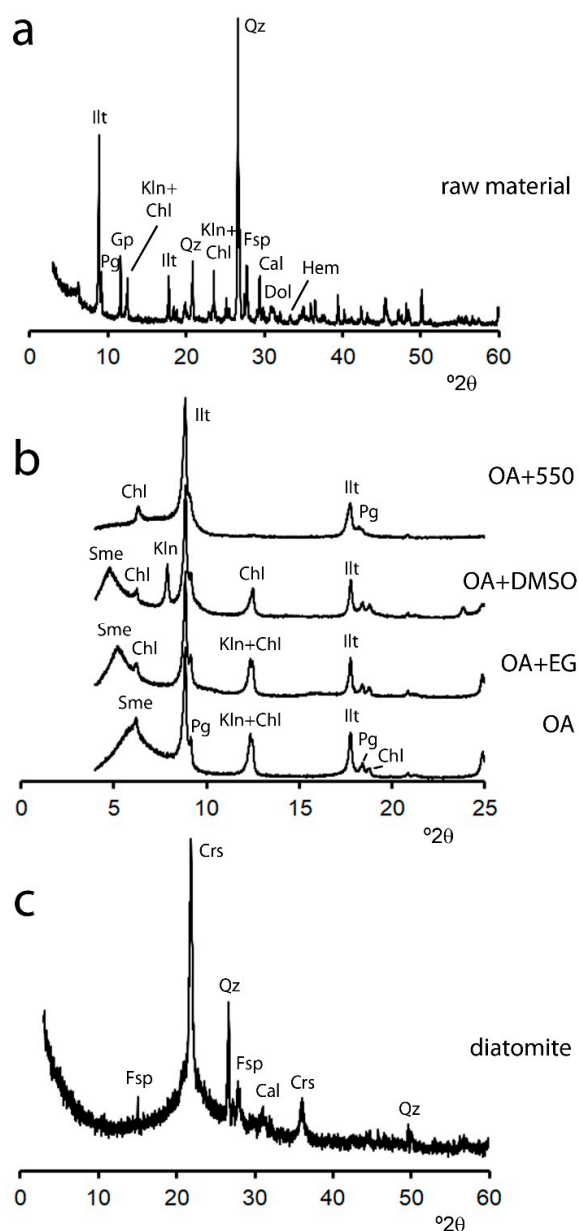 a
Qz
Ilt
Kln+
Chl
raw material
Pg
Gp
Ilt
Qz
Kln+
Chl
Fsp
Cal
Dol
Hem
0 10 20 30 40 50 60
º2θ
b
Ilt
OA+550
Chl
Ilt
Pg
Sme
Chl
Kln
Chl
Ilt
OA+DMSO
Sme
Chl
Kln+Chl
Ilt
OA+EG
Sme
Pg
Kln+Chl
Ilt
Pg
Chl
OA
0 5 10 15 20 25
º2θ
c
Crs
Qz
diatomite
Fsp
Fsp
Cal
Crs
Qz
0 10 20 30 40 50 60
º2θ